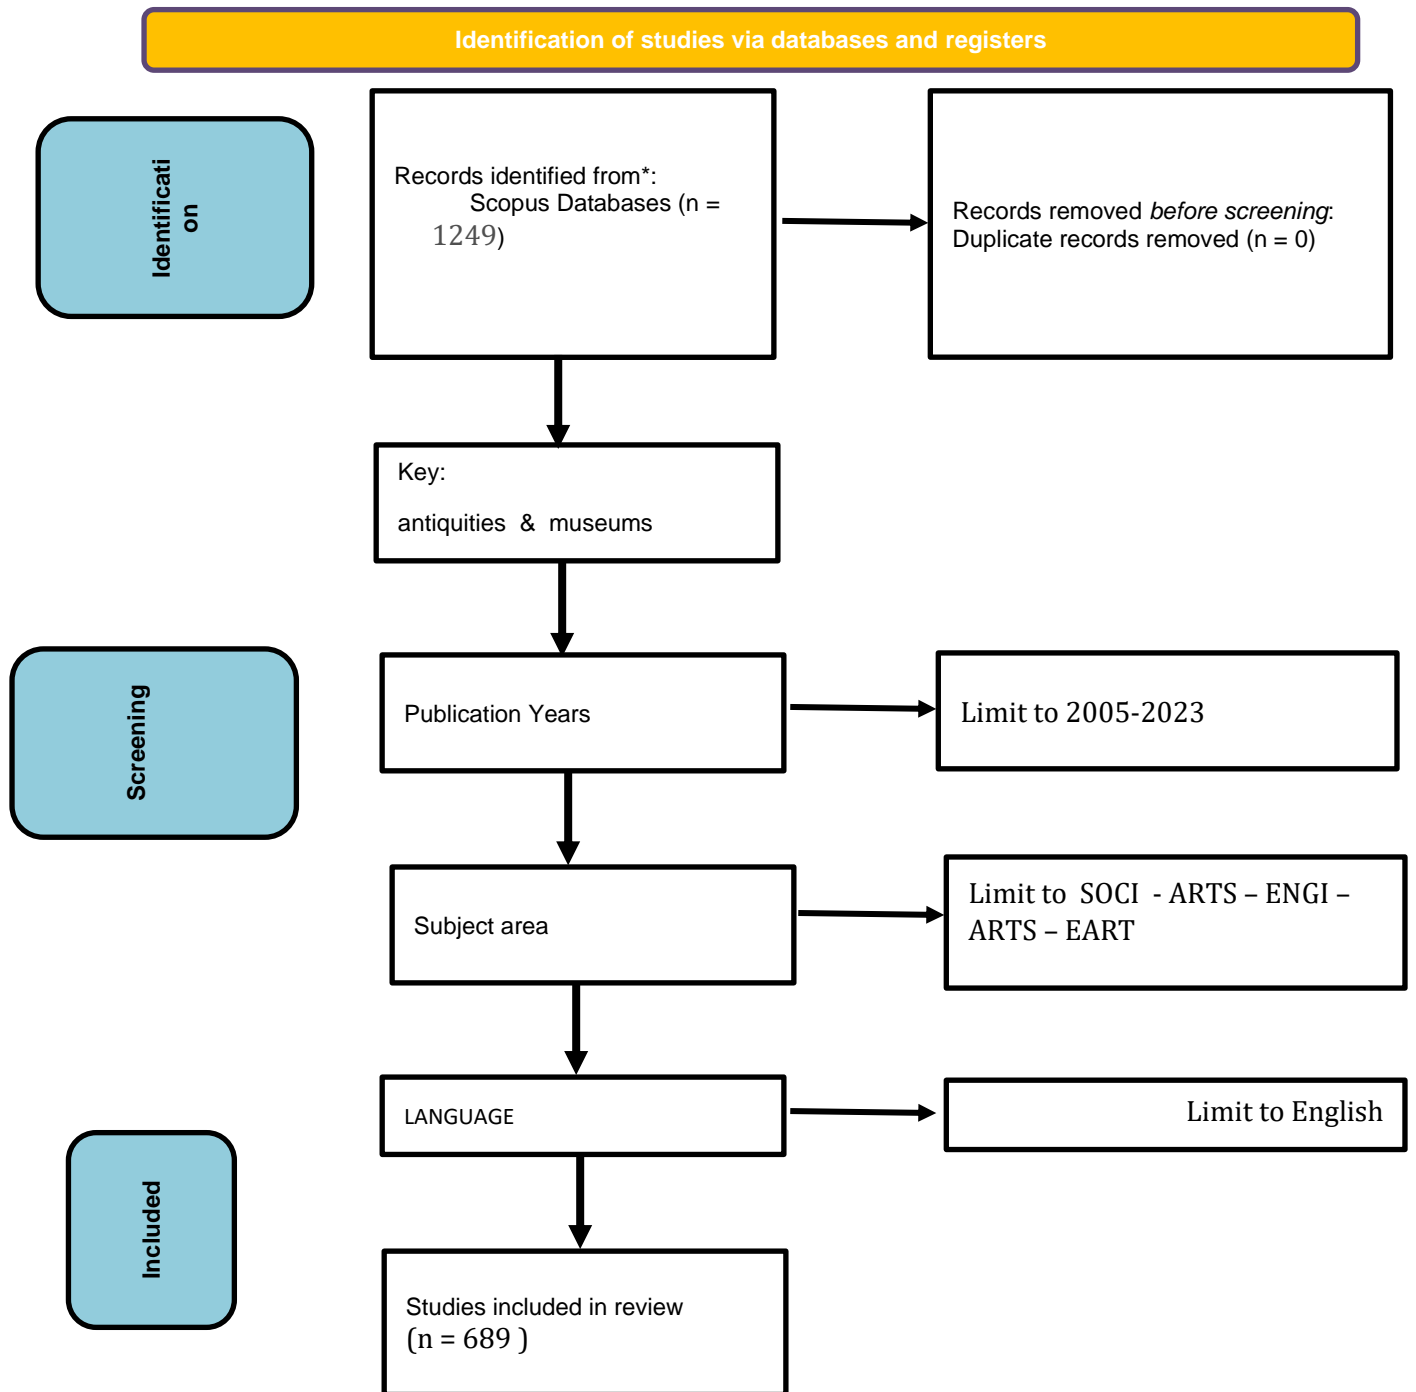 Identification of studies via databases and registers
Identificati
on
Records identified from*:
Scopus Databases (n =
1249)
Records removed before screening:
Duplicate records removed (n = 0)
Key:
antiquities & museums
Screening
Publication Years
Limit to 2005-2023
Subject area
Limit to SOCI - ARTS – ENGI –
ARTS – EART
LANGUAGE
Limit to English
Included
Studies included in review
(n = 689 )